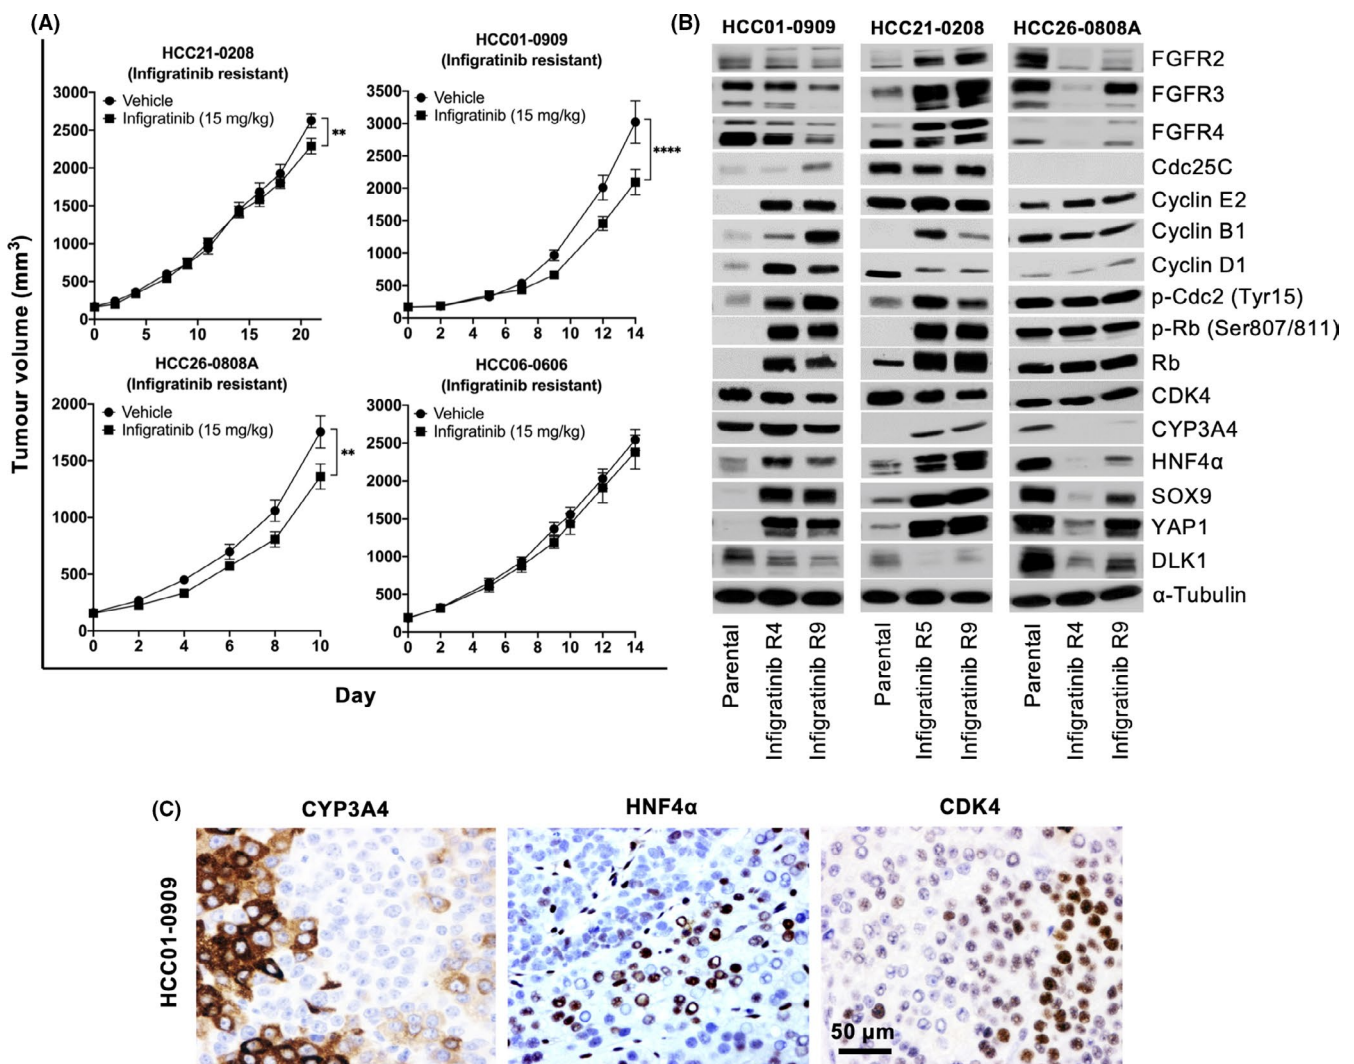 (A)
HCC21-0208
(Infigratinib resistant)
Vehicle
Infigratinib (15 mg/kg)
**
3000
2500
2000
1500
1000
500
0
0 5 10 15 20
HCC01-0909
(Infigratinib resistant)
Vehicle
Infigratinib (15 mg/kg)
****
3500
3000
2500
2000
1500
1000
500
0
0 2 4 6 8 10 12 14
HCC26-0808A
(Infigratinib resistant)
Vehicle
Infigratinib (15 mg/kg)
**
2000
1500
1000
500
0
0 2 4 6 8 10
HCC06-0606
(Infigratinib resistant)
Vehicle
Infigratinib (15 mg/kg)
3000
2500
2000
1500
1000
500
0
0 2 4 6 8 10 12 14
Tumour volume (mm³)
Day
(B)
HCC01-0909 HCC21-0208 HCC26-0808A
FGFR2
FGFR3
FGFR4
Cdc25C
Cyclin E2
Cyclin B1
Cyclin D1
p-Cdc2 (Tyr15)
p-Rb (Ser807/811)
Rb
CDK4
CYP3A4
HNF4α
SOX9
YAP1
DLK1
α-Tubulin
Parental
Infigratinib R4
Infigratinib R9
Parental
Infigratinib R5
Infigratinib R9
Parental
Infigratinib R4
Infigratinib R9
(C)
CYP3A4 HNF4α CDK4
HCC01-0909
50 μm